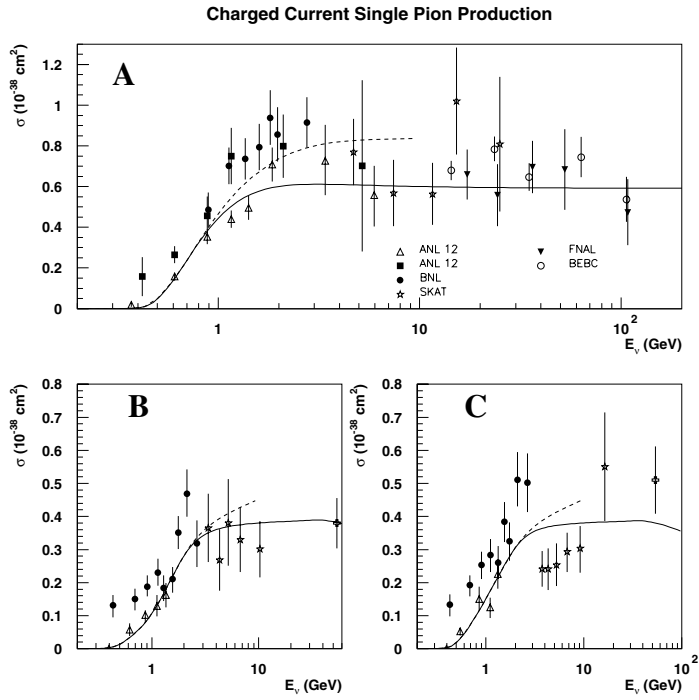 Charged Current Single Pion Production
A
σ (10⁻³⁸ cm²)
1.2
1
0.8
0.6
0.4
0.2
0
1
10
10²
Eν (GeV)
ANL 12
ANL 12
BNL
SKAT
FNAL
BEBC
B
σ (10⁻³⁸ cm²)
0.8
0.7
0.6
0.5
0.4
0.3
0.2
0.1
0
1
10
Eν (GeV)
C
σ (10⁻³⁸ cm²)
0.8
0.7
0.6
0.5
0.4
0.3
0.2
0.1
0
1
10
10²
Eν (GeV)